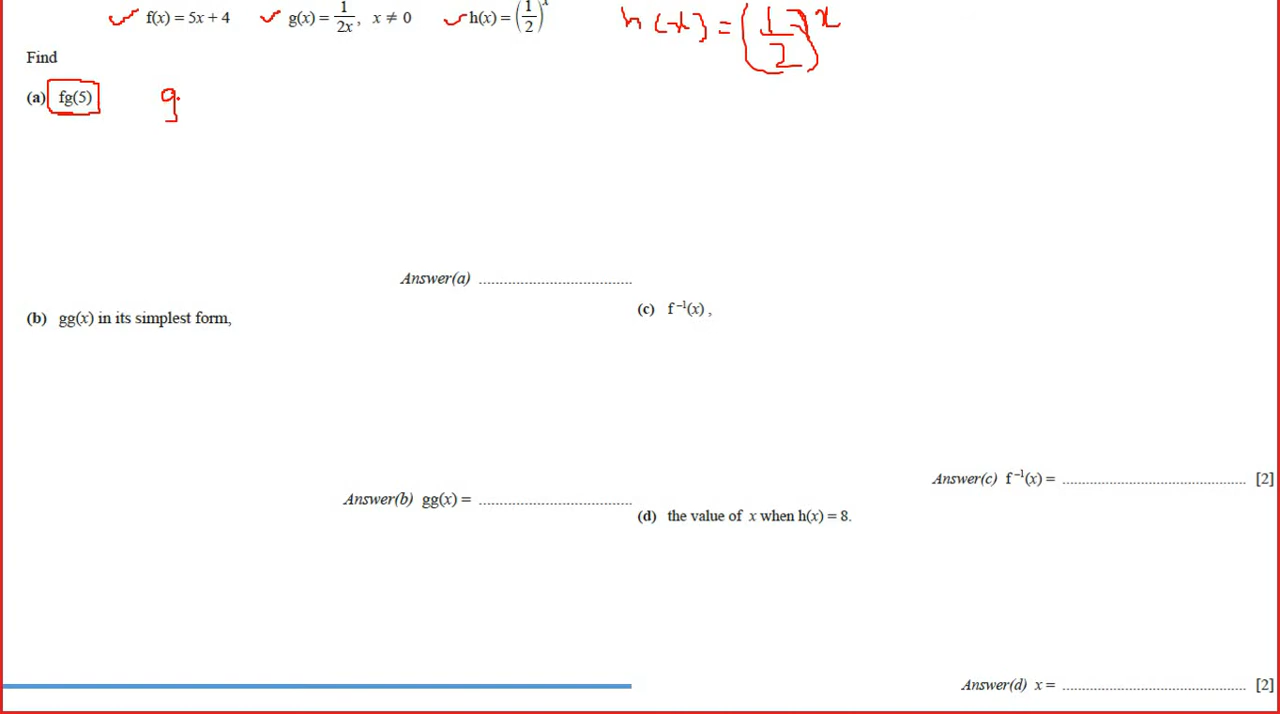 f(x) = 5x + 4 g(x) = 1/2x , x ≠ 0 h(x) = (1/2)^x h(x) = (1/2)^x
Find
(a) fg(5) g
Answer(a) ......................................
(b) gg(x) in its simplest form,
Answer(b) gg(x) = ......................................
(c) f⁻¹(x) ,
Answer(c) f⁻¹(x) = .............................................. [2]
(d) the value of x when h(x) = 8.
Answer(d) x = .............................................. [2]